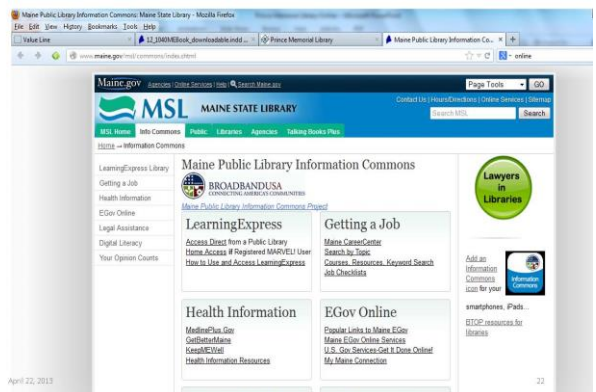 Maine Public Library Information Commons: Maine State Library - Mozilla Firefox
File Edit View History Bookmarks Tools Help
Value Line 12_1040MEBook_downloadable.indd ... Prince Memorial Library Maine Public Library Information Co... × +
www.maine.gov/msl/commons/index.shtml online
Maine.gov Agencies | Online Services | Help | Search Maine.gov Page Tools GO
Contact Us | Hours/Directions | Online Services | Sitemap
MSL MAINE STATE LIBRARY Search MSL Search
MSL Home Info Commons Public Libraries Agencies Talking Books Plus
Home → Information Commons
LearningExpress Library
Getting a Job
Health Information
EGov Online
Legal Assistance
Digital Literacy
Your Opinion Counts
Maine Public Library Information Commons
BROADBANDUSA
CONNECTING AMERICA'S COMMUNITIES
Maine Public Library Information Commons Project
LearningExpress
Access Direct from a Public Library
Home Access if Registered MARVEL! User
How to Use and Access LearningExpress
Getting a Job
Maine CareerCenter
Search by Topic
Courses, Resources, Keyword Search
Job Checklists
Health Information
MedlinePlus.Gov
GetBetterMaine
KeepMEWell
Health Information Resources
EGov Online
Popular Links to Maine EGov
Maine EGov Online Services
U.S. Gov Services-Get It Done Online!
My Maine Connection
Lawyers
in
Libraries
Add an
Information
Commons
icon for your
Information
Commons
smartphones, iPads...
BTOP resources for
libraries
April 22, 2013
22